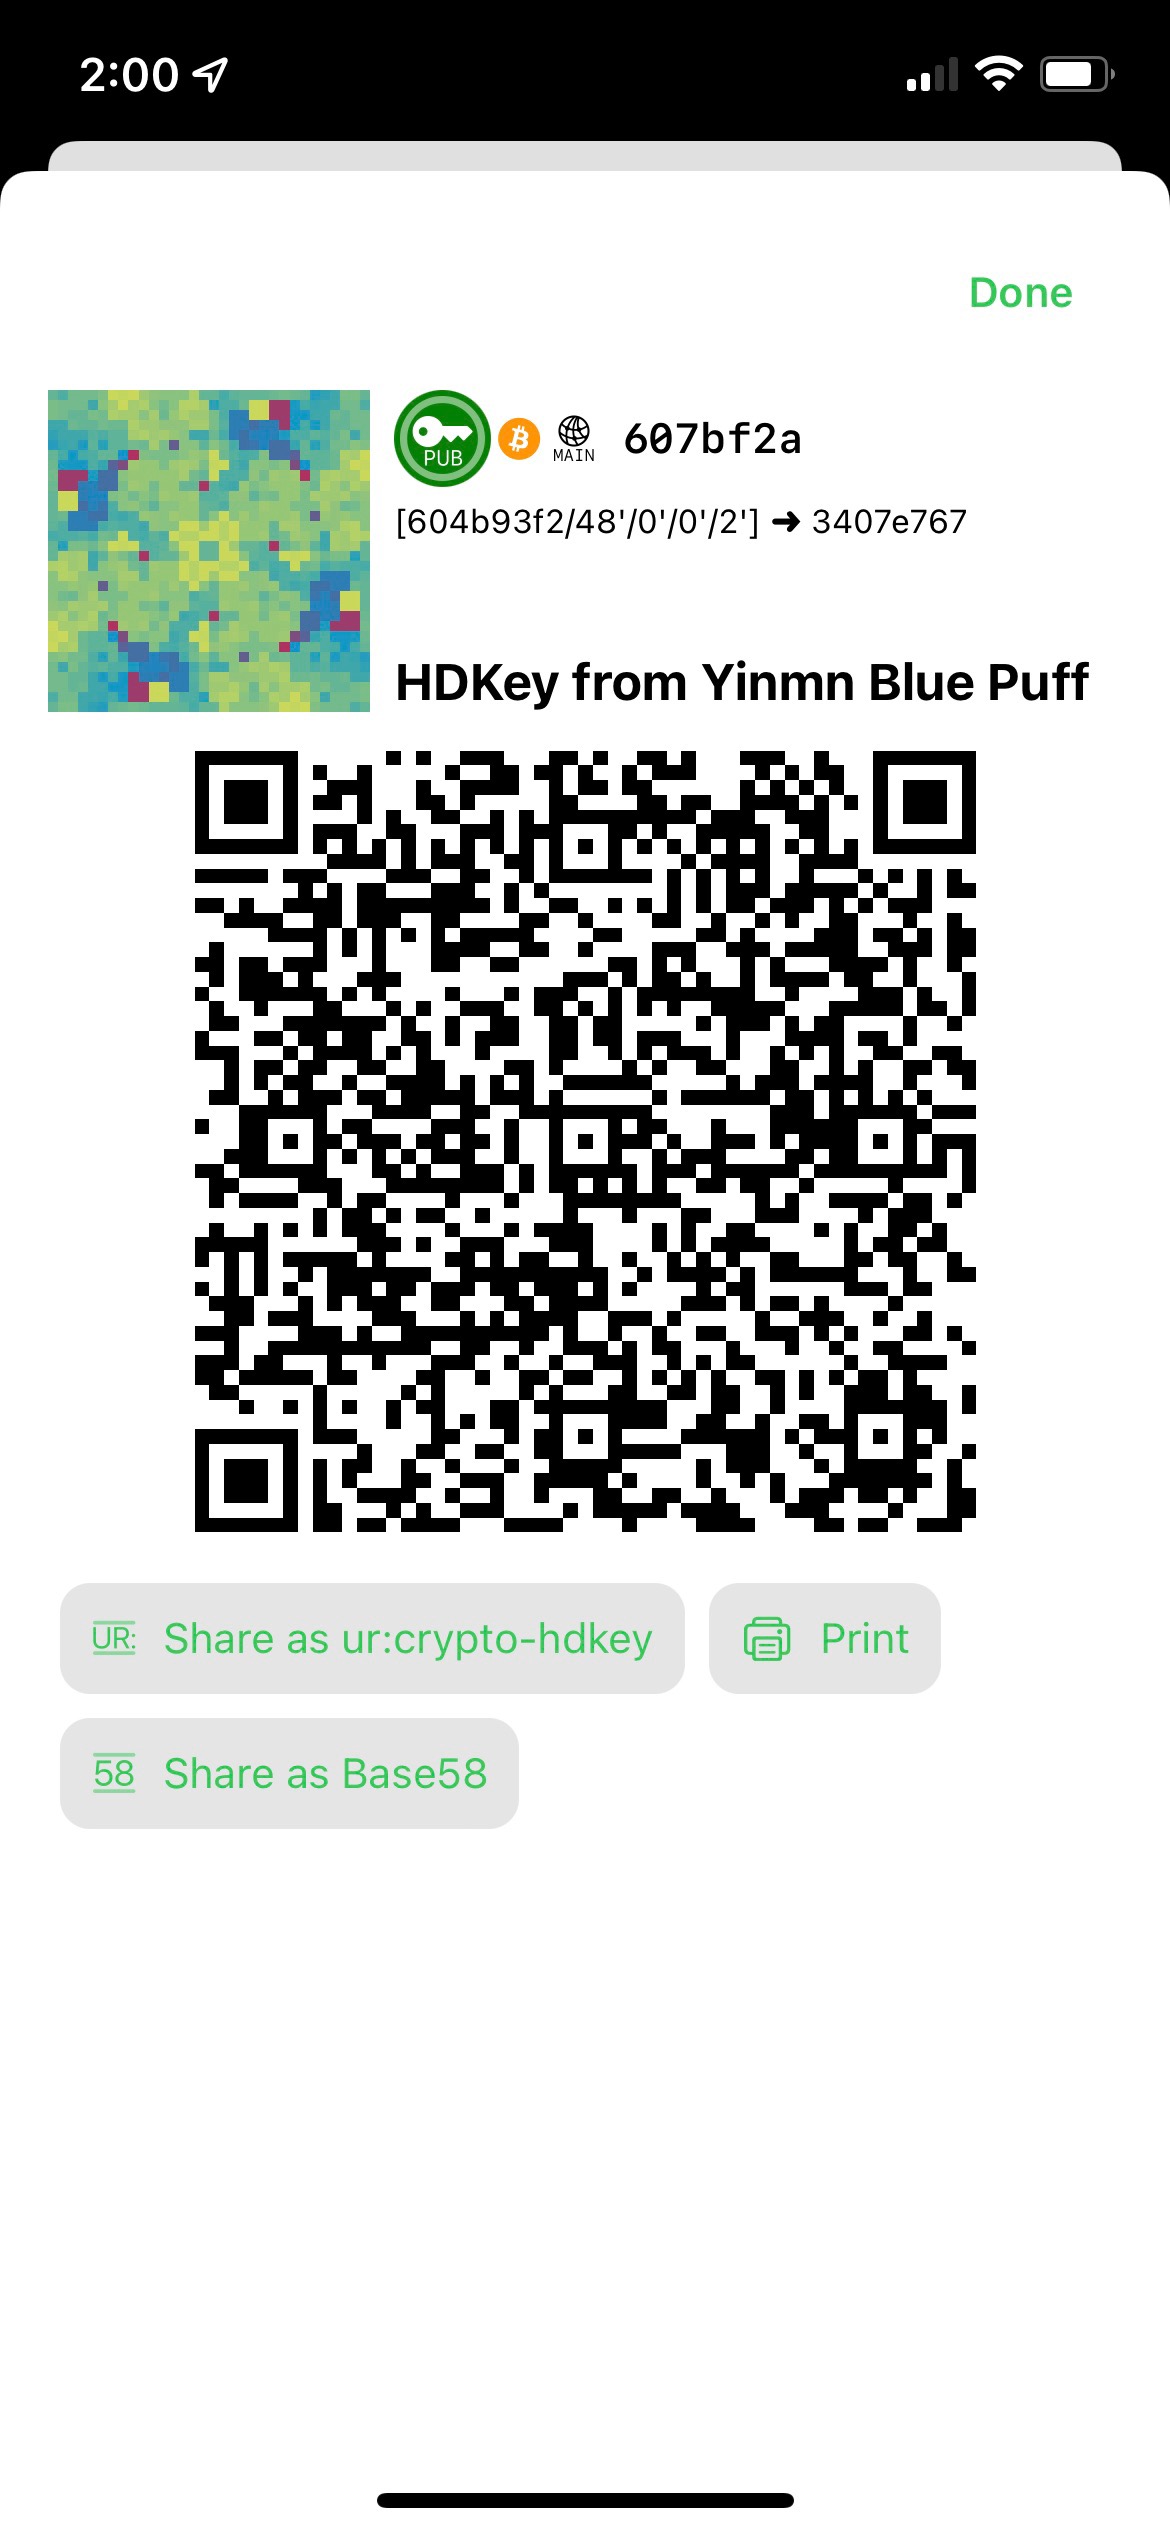 2:00
Done
PUB
MAIN
607bf2a
[604b93f2/48'/0'/0'/2'] ➜ 3407e767
HDKey from Yinmn Blue Puff
UR: Share as ur:crypto-hdkey
Print
58 Share as Base58